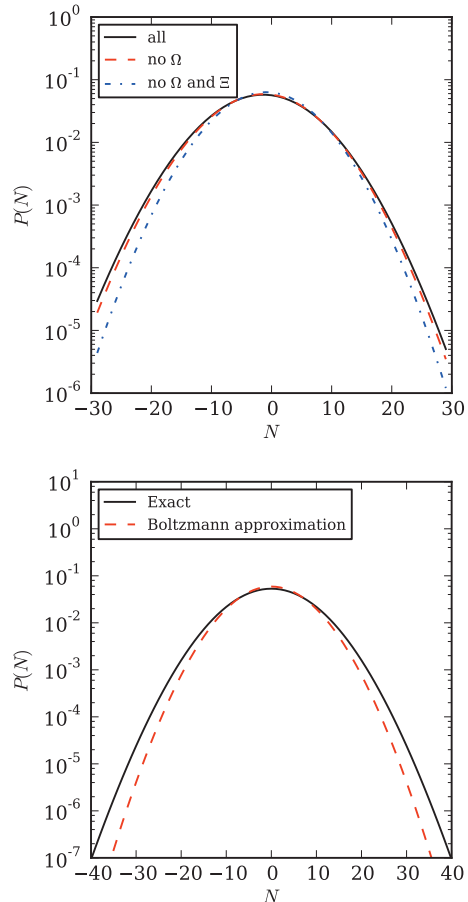 10^0
10^-1
10^-2
10^-3
10^-4
10^-5
10^-6
P(N)
all
no Ω
no Ω and Ξ
−30 −20 −10 0 10 20 30
N
10^1
10^0
10^-1
10^-2
10^-3
10^-4
10^-5
10^-6
10^-7
P(N)
Exact
Boltzmann approximation
−40 −30 −20 −10 0 10 20 30 40
N